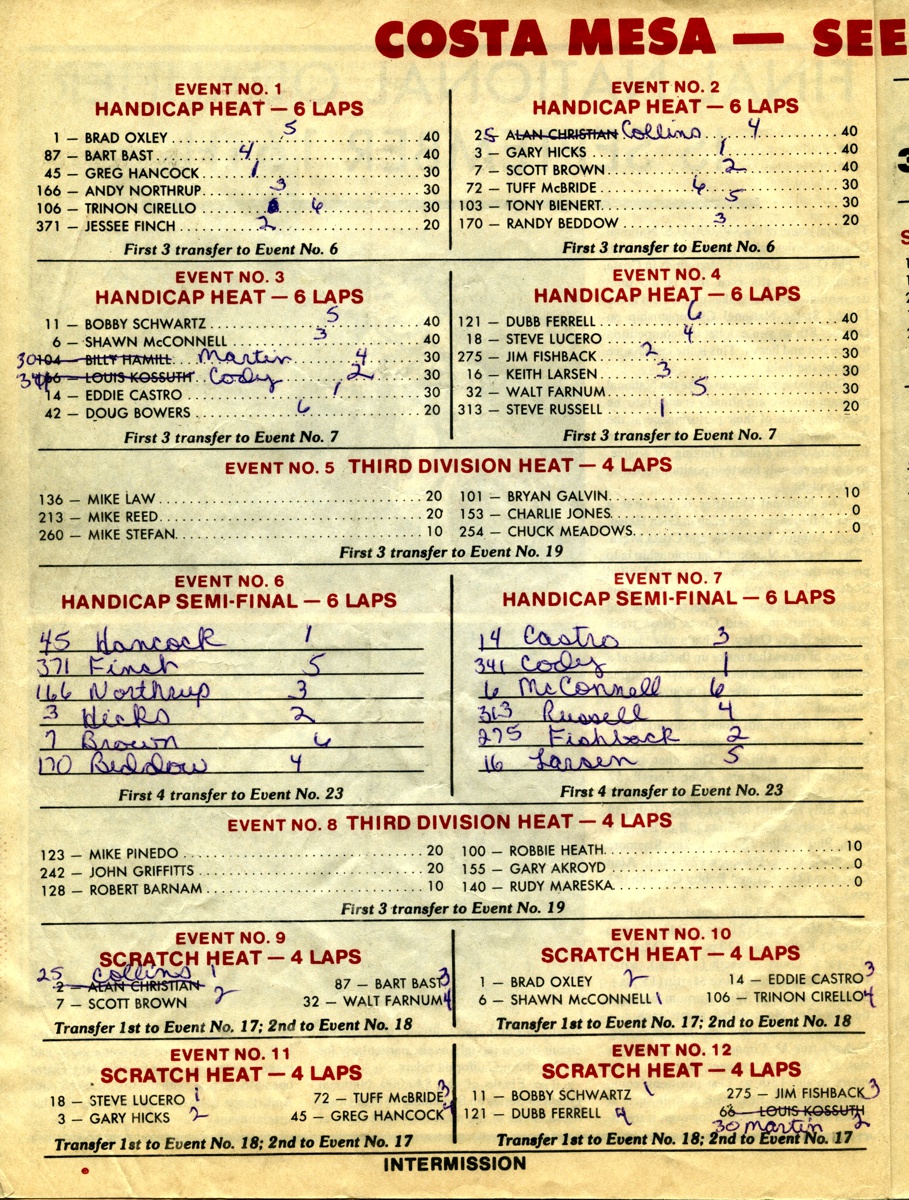 COSTA MESA — SEE
EVENT NO. 1
HANDICAP HEAT — 6 LAPS
1 — BRAD OXLEY 5 40
87 — BART BAST 4 40
45 — GREG HANCOCK 1 30
166 — ANDY NORTHRUP 3 30
106 — TRINON CIRELLO 6 30
371 — JESSEE FINCH 2 20
First 3 transfer to Event No. 6
EVENT NO. 2
HANDICAP HEAT — 6 LAPS
25 ALAN CHRISTIAN Collins 4 40
3 — GARY HICKS 1 40
7 — SCOTT BROWN 2 40
72 — TUFF McBRIDE 6 30
103 — TONY BIENERT 5 30
170 — RANDY BEDDOW 3 20
First 3 transfer to Event No. 6
EVENT NO. 3
HANDICAP HEAT — 6 LAPS
11 — BOBBY SCHWARTZ 5 40
6 — SHAWN McCONNELL 3 40
30 104 — BILLY HAMILL Martin 4 30
341 66 — LOUIS KOSSUTH Cody 2 30
14 — EDDIE CASTRO 1 30
42 — DOUG BOWERS 6 20
First 3 transfer to Event No. 7
EVENT NO. 4
HANDICAP HEAT — 6 LAPS
121 — DUBB FERRELL 6 40
18 — STEVE LUCERO 4 40
275 — JIM FISHBACK 2 30
16 — KEITH LARSEN 3 30
32 — WALT FARNUM 5 30
313 — STEVE RUSSELL 1 20
First 3 transfer to Event No. 7
EVENT NO. 5 THIRD DIVISION HEAT — 4 LAPS
136 — MIKE LAW 20
213 — MIKE REED 20
260 — MIKE STEFAN 10
101 — BRYAN GALVIN 10
153 — CHARLIE JONES 0
254 — CHUCK MEADOWS 0
First 3 transfer to Event No. 19
EVENT NO. 6
HANDICAP SEMI-FINAL — 6 LAPS
45 Hancock 1
371 Finch 5
166 Northrup 3
3 Hicks 2
7 Brown 6
170 Beddow 4
First 4 transfer to Event No. 23
EVENT NO. 7
HANDICAP SEMI-FINAL — 6 LAPS
14 Castro 3
341 Cody 1
6 McConnell 6
313 Russell 4
275 Fishback 2
16 Larsen 5
First 4 transfer to Event No. 23
EVENT NO. 8 THIRD DIVISION HEAT — 4 LAPS
123 — MIKE PINEDO 20
242 — JOHN GRIFFITTS 20
128 — ROBERT BARNAM 10
100 — ROBBIE HEATH 10
155 — GARY AKROYD 0
140 — RUDY MARESKA 0
First 3 transfer to Event No. 19
EVENT NO. 9
SCRATCH HEAT — 4 LAPS
25 Collins 1
2 — ALAN CHRISTIAN
7 — SCOTT BROWN 2
87 — BART BAST 3
32 — WALT FARNUM 4
Transfer 1st to Event No. 17; 2nd to Event No. 18
EVENT NO. 10
SCRATCH HEAT — 4 LAPS
1 — BRAD OXLEY 2
6 — SHAWN McCONNELL 1
14 — EDDIE CASTRO 3
106 — TRINON CIRELLO 4
Transfer 1st to Event No. 17; 2nd to Event No. 18
EVENT NO. 11
SCRATCH HEAT — 4 LAPS
18 — STEVE LUCERO 1
3 — GARY HICKS 2
72 — TUFF McBRIDE 3
45 — GREG HANCOCK 4
Transfer 1st to Event No. 18; 2nd to Event No. 17
EVENT NO. 12
SCRATCH HEAT — 4 LAPS
11 — BOBBY SCHWARTZ 1
121 — DUBB FERRELL 4
275 — JIM FISHBACK 3
66 — LOUIS KOSSUTH
30 Martin 2
Transfer 1st to Event No. 18; 2nd to Event No. 17
INTERMISSION